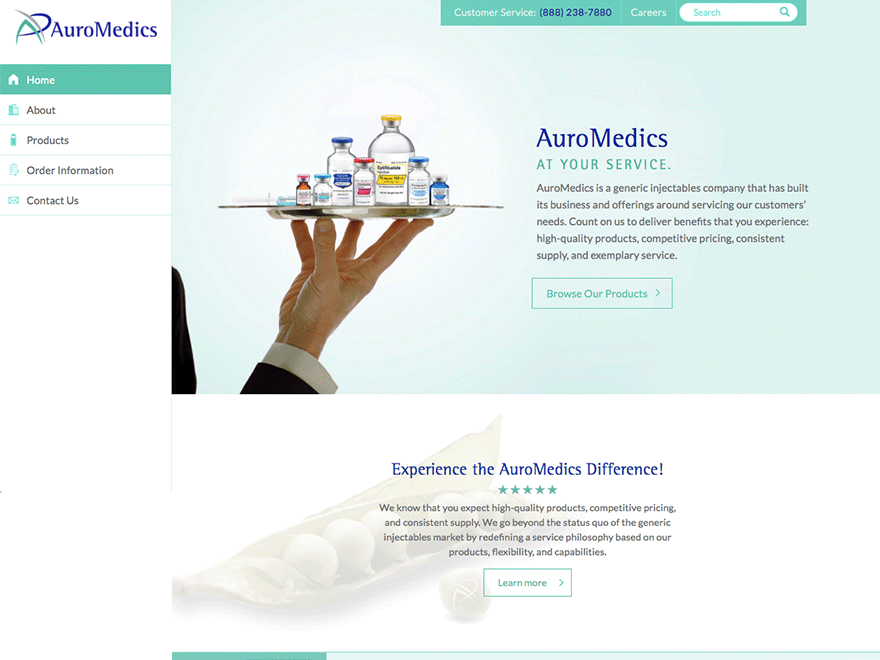 AuroMedics
Home
About
Products
Order Information
Contact Us
Customer Service: (888) 238-7880
Careers
Search
AuroMedics
AT YOUR SERVICE.
AuroMedics is a generic injectables company that has built
its business and offerings around servicing our customers'
needs. Count on us to deliver benefits that you experience:
high-quality products, competitive pricing, consistent
supply, and exemplary service.
Browse Our Products
Eptifibatide
Experience the AuroMedics Difference!
We know that you expect high-quality products, competitive pricing,
and consistent supply. We go beyond the status quo of the generic
injectables market by redefining a service philosophy based on our
products, flexibility, and capabilities.
Learn more